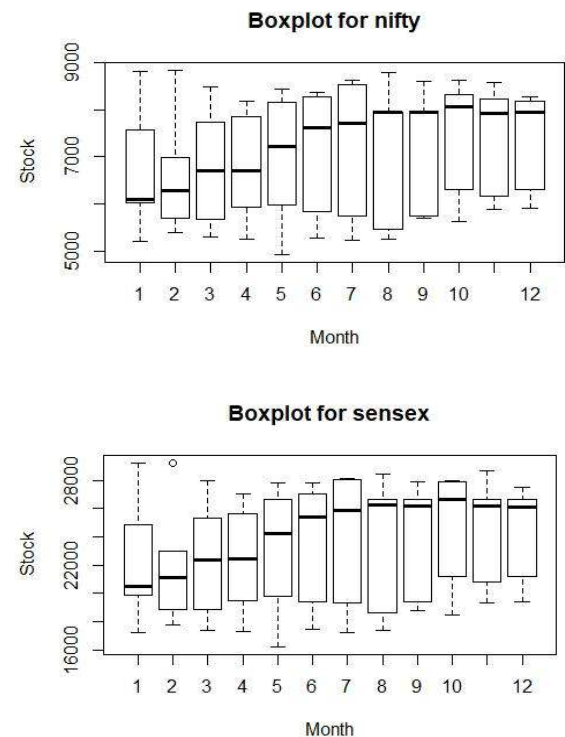 Boxplot for nifty
9000
7000
5000
Stock
1 2 3 4 5 6 7 8 9 10 12
Month
Boxplot for sensex
28000
22000
16000
Stock
1 2 3 4 5 6 7 8 9 10 12
Month